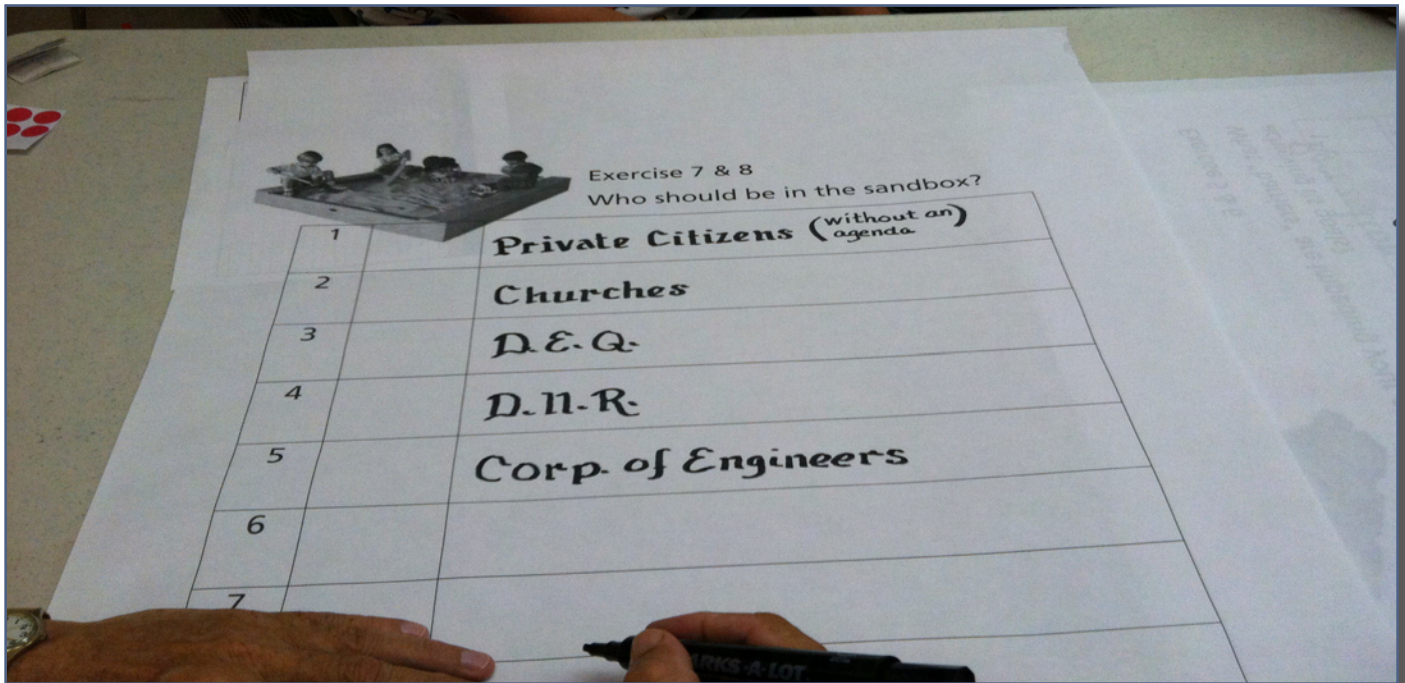 Exercise 7 & 8
Who should be in the sandbox?
1 Private Citizens (without an agenda)
2 Churches
3 D.E.Q.
4 D.N.R.
5 Corp. of Engineers
6
7
MARKS-A-LOT